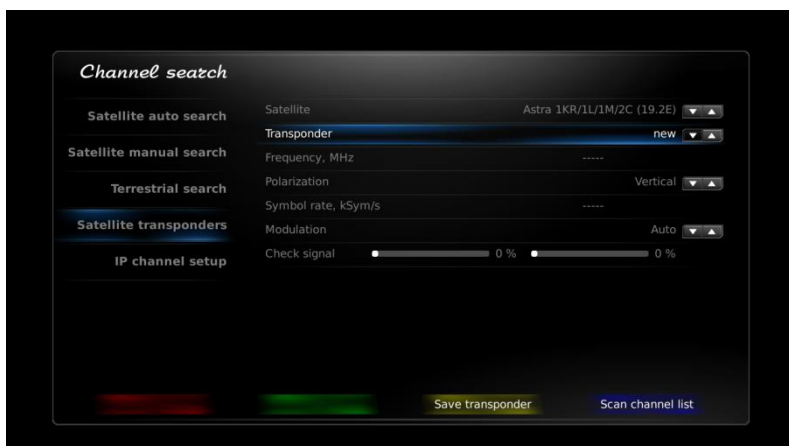 Channel search
Satellite auto search
Satellite manual search
Terrestrial search
Satellite transponders
IP channel setup
Satellite Astra 1KR/1L/1M/2C (19.2E)
Transponder new
Frequency, MHz -----
Polarization Vertical
Symbol rate, kSym/s -----
Modulation Auto
Check signal 0 % 0 %
Save transponder Scan channel list